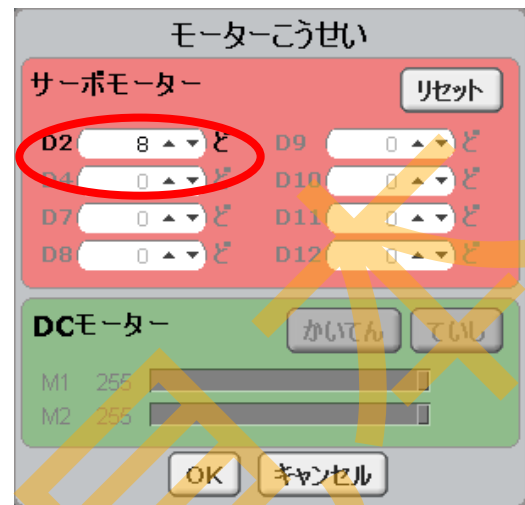 モーターこうせい
サーボモーター リセット
D2 8 ど D9 0 ど
D4 0 ど D10 0 ど
D7 0 ど D11 0 ど
D8 0 ど D12 0 ど
DCモーター かいてん ていし
M1 255
M2 255
OK キャンセル